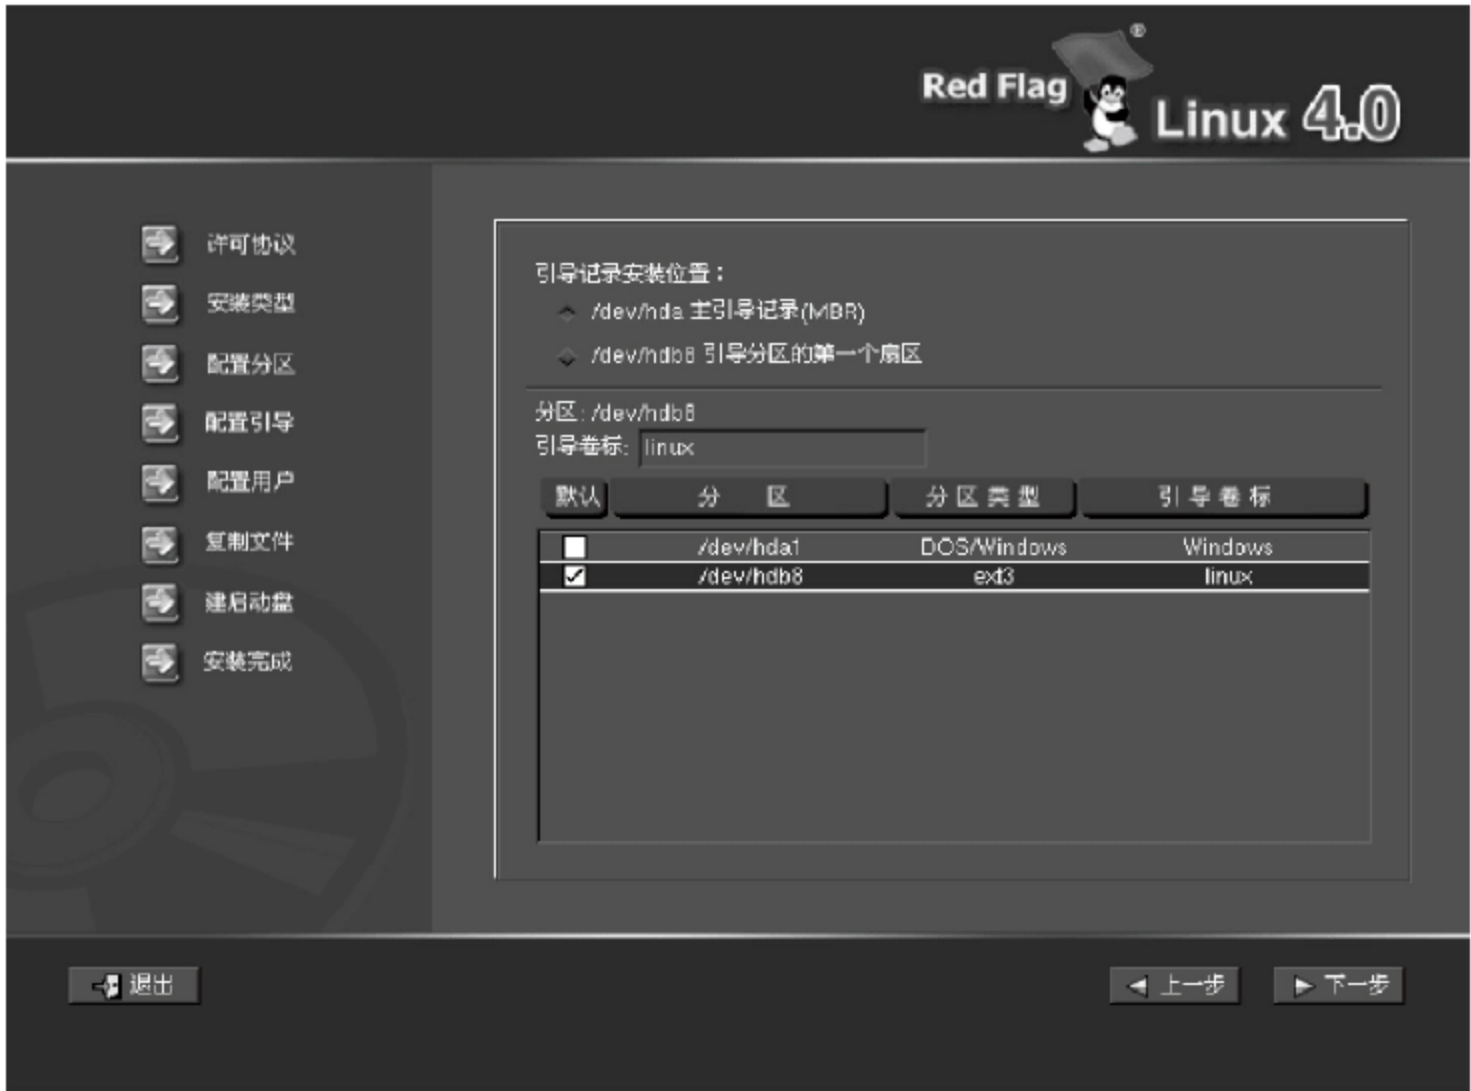 Red Flag ® Linux 4.0
许可协议
安装类型
配置分区
配置引导
配置用户
复制文件
建启动盘
安装完成
引导记录安装位置：
/dev/hda 主引导记录(MBR)
/dev/hdb8 引导分区的第一个扇区
分区: /dev/hdb8
引导卷标: linux
默认 分 区 分区类型 引导卷标
/dev/hda1 DOS/Windows Windows
/dev/hdb8 ext3 linux
退出 上一步 下一步